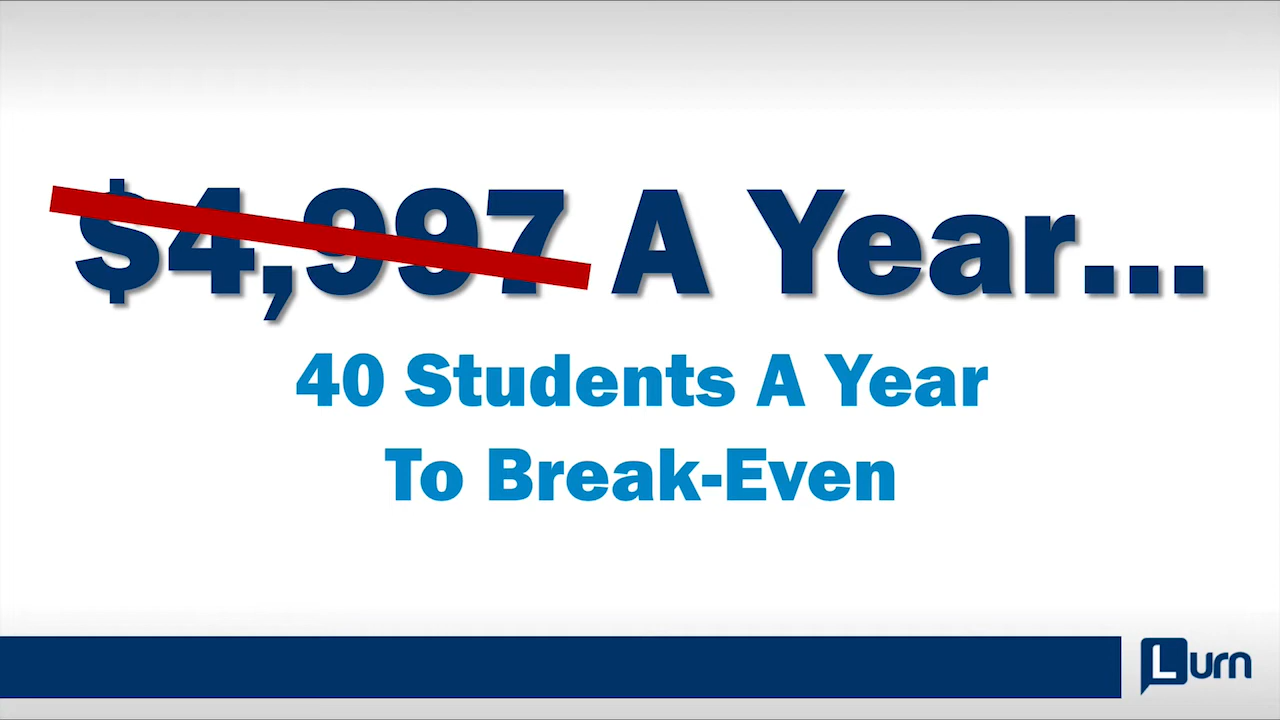 $4,997 A Year...
40 Students A Year
To Break-Even
Lurn